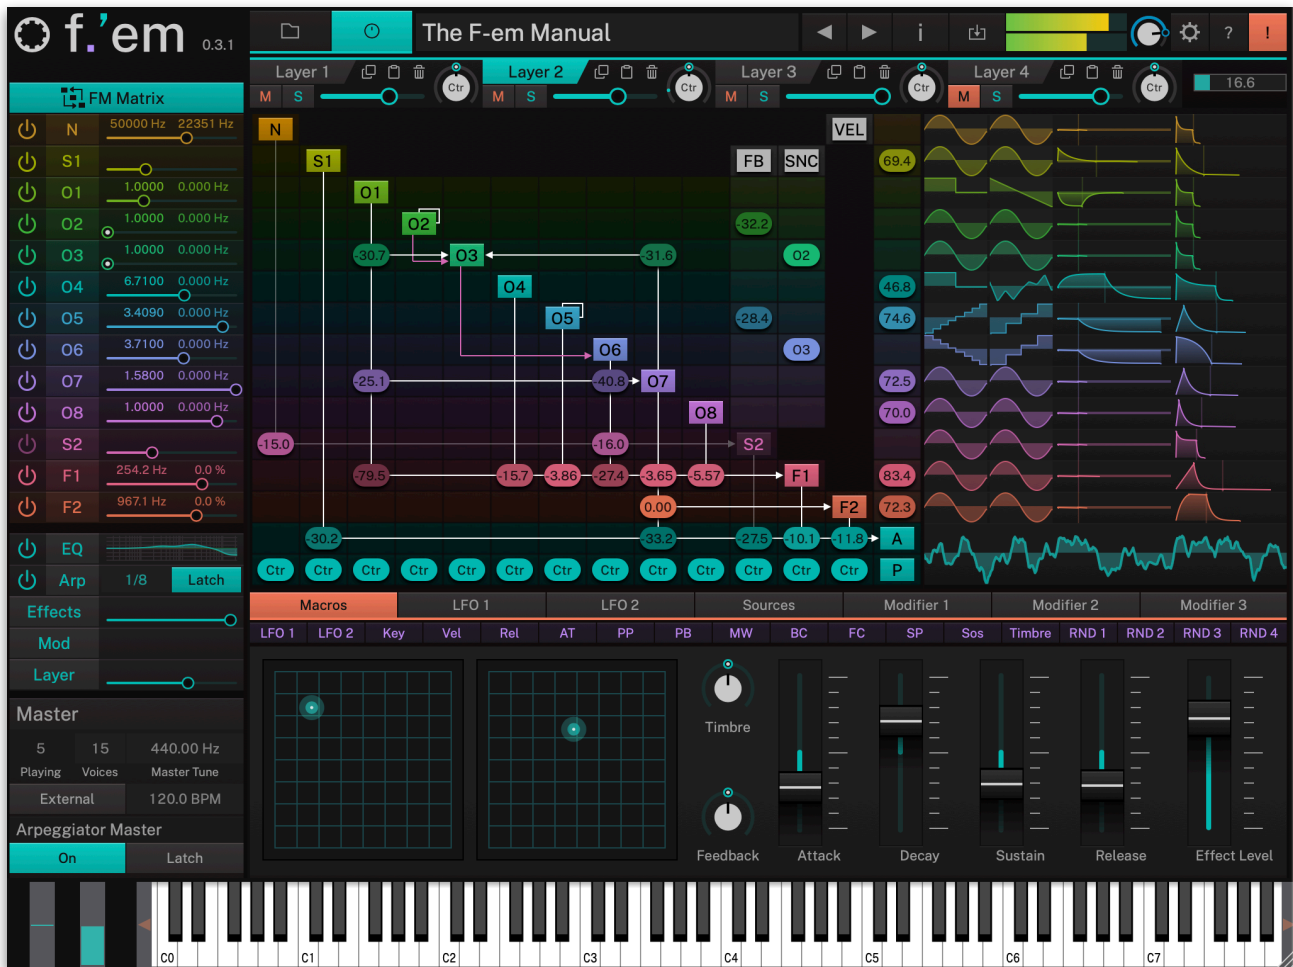 f.'em 0.3.1
The F-em Manual
i
?
!
Layer 1
Layer 2
Layer 3
Layer 4
M S Ctr
M S Ctr
M S Ctr
M S Ctr
16.6
FM Matrix
N 50000 Hz 22351 Hz
S1
O1 1.0000 0.000 Hz
O2 1.0000 0.000 Hz
O3 1.0000 0.000 Hz
O4 6.7100 0.000 Hz
O5 3.4090 0.000 Hz
O6 3.7100 0.000 Hz
O7 1.5800 0.000 Hz
O8 1.0000 0.000 Hz
S2
F1 254.2 Hz 0.0 %
F2 967.1 Hz 0.0 %
EQ
Arp 1/8 Latch
Effects
Mod
Layer
N VEL
S1 FB SNC 69.4
O1
O2 -32.2
-30.7 O3 -31.6 O2
O4 46.8
O5 -28.4 74.6
O6 O3
-25.1 -40.8 O7 72.5
O8 70.0
-15.0 -16.0 S2
-79.5 -15.7 -3.86 -27.4 -3.65 -5.57 F1 83.4
0.00 F2 72.3
-30.2 -33.2 -27.5 -10.1 -11.8 A
Ctr Ctr Ctr Ctr Ctr Ctr Ctr Ctr Ctr Ctr Ctr Ctr Ctr P
Macros LFO 1 LFO 2 Sources Modifier 1 Modifier 2 Modifier 3
LFO 1 LFO 2 Key Vel Rel AT PP PB MW BC FC SP Sos Timbre RND 1 RND 2 RND 3 RND 4
Timbre
Feedback Attack Decay Sustain Release Effect Level
Master
5 15 440.00 Hz
Playing Voices Master Tune
External 120.0 BPM
Arpeggiator Master
On Latch
C0 C1 C2 C3 C4 C5 C6 C7